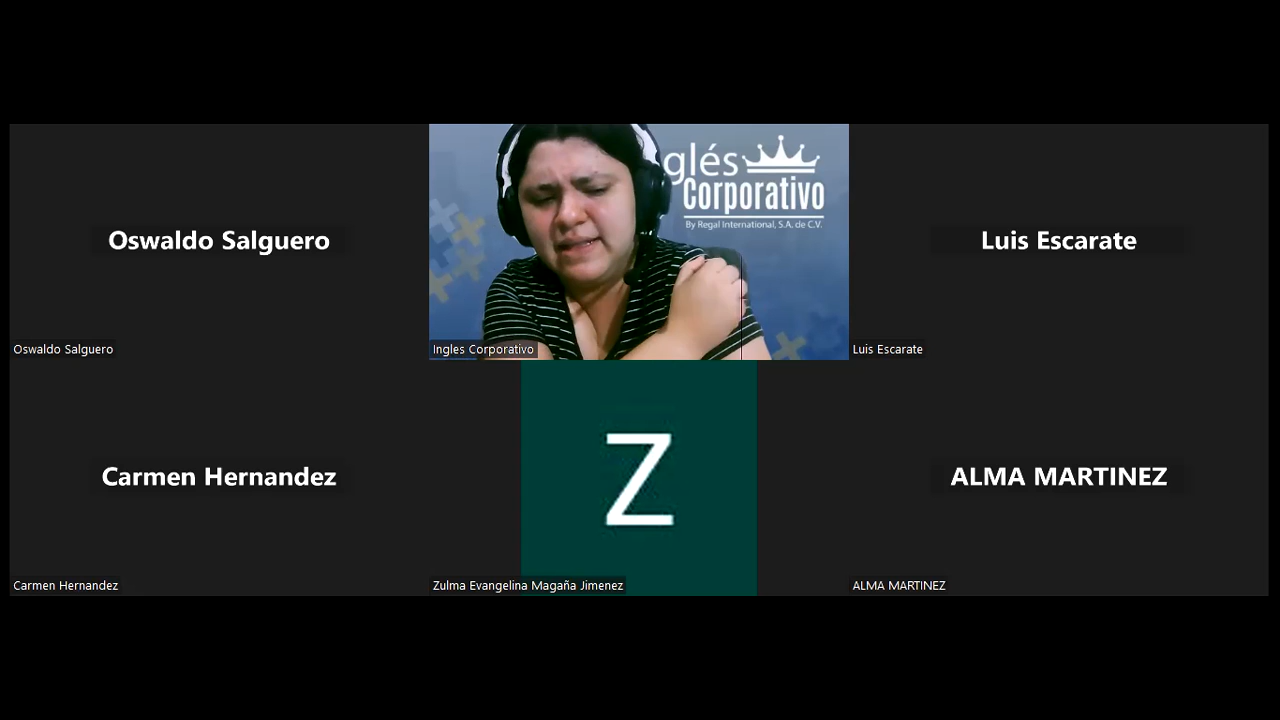 Oswaldo Salguero
Oswaldo Salguero
glés
Corporativo
By Regal International, S.A. de C.V.
Ingles Corporativo
Luis Escarate
Luis Escarate
Carmen Hernandez
Carmen Hernandez
Z
Zulma Evangelina Magaña Jimenez
ALMA MARTINEZ
ALMA MARTINEZ